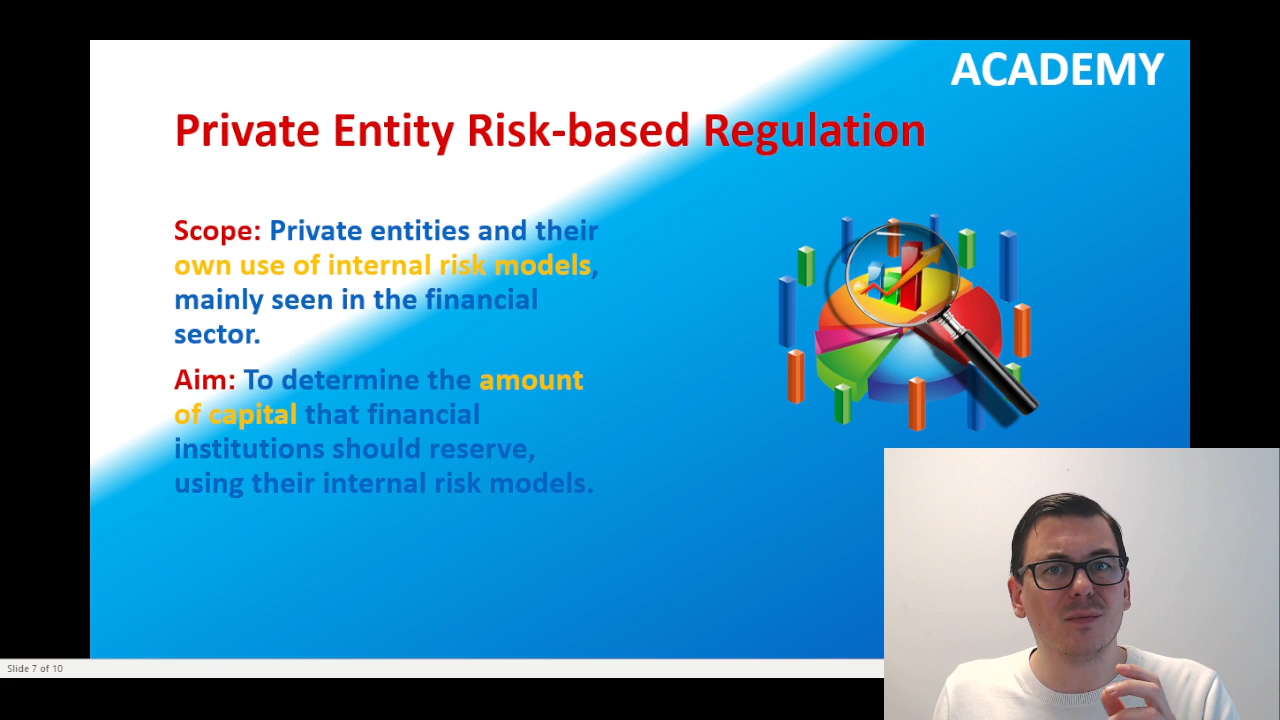 ACADEMY
Private Entity Risk-based Regulation
Scope: Private entities and their
own use of internal risk models,
mainly seen in the financial
sector.
Aim: To determine the amount
of capital that financial
institutions should reserve,
using their internal risk models.
Slide 7 of 10